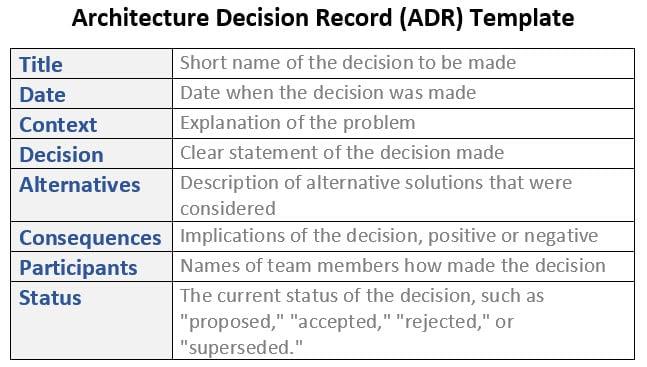 Architecture Decision Record (ADR) Template
Title Short name of the decision to be made
Date Date when the decision was made
Context Explanation of the problem
Decision Clear statement of the decision made
Alternatives Description of alternative solutions that were
considered
Consequences Implications of the decision, positive or negative
Participants Names of team members how made the decision
Status The current status of the decision, such as
"proposed," "accepted," "rejected," or
"superseded."